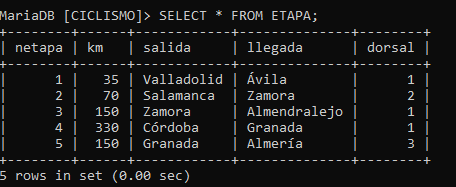 MariaDB [CICLISMO]> SELECT * FROM ETAPA;
+---------+------+------------+--------------+--------+
| netapa | km | salida | llegada | dorsal |
+---------+------+------------+--------------+--------+
| 1 | 35 | Valladolid | Ávila | 1 |
| 2 | 70 | Salamanca | Zamora | 2 |
| 3 | 150 | Zamora | Almendralejo | 1 |
| 4 | 330 | Córdoba | Granada | 1 |
| 5 | 150 | Granada | Almería | 3 |
+---------+------+------------+--------------+--------+
5 rows in set (0.00 sec)